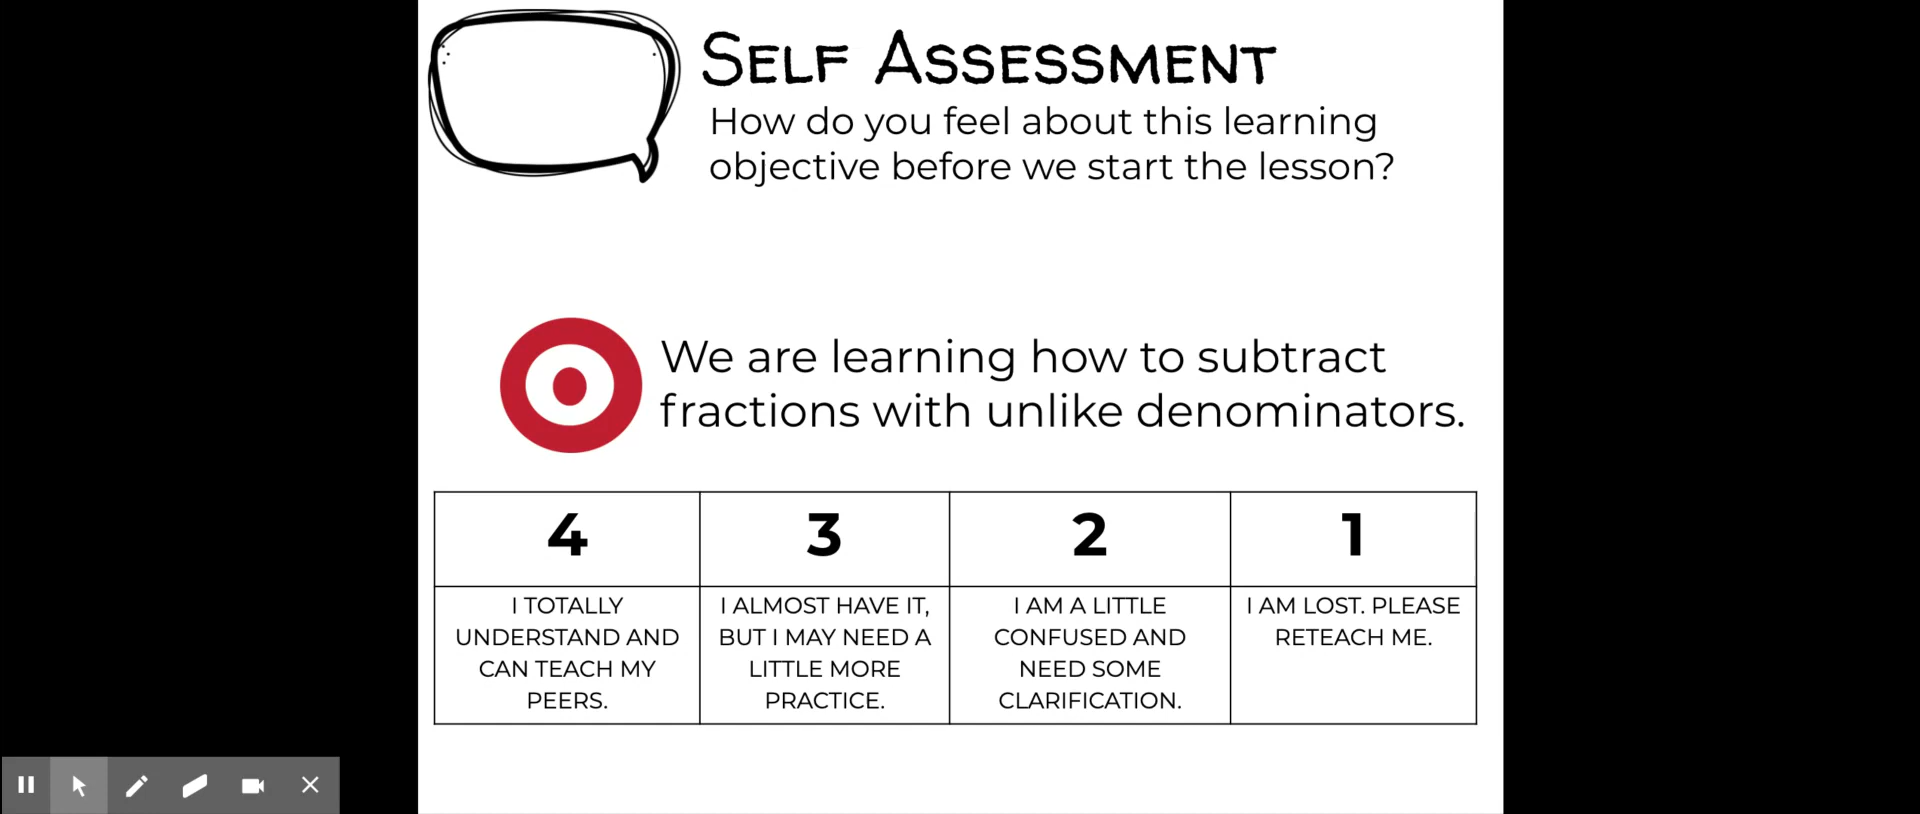 SELF ASSESSMENT
How do you feel about this learning
objective before we start the lesson?
We are learning how to subtract
fractions with unlike denominators.
4
3
2
1
I TOTALLY
UNDERSTAND AND
CAN TEACH MY
PEERS.
I ALMOST HAVE IT,
BUT I MAY NEED A
LITTLE MORE
PRACTICE.
I AM A LITTLE
CONFUSED AND
NEED SOME
CLARIFICATION.
I AM LOST. PLEASE
RETEACH ME.